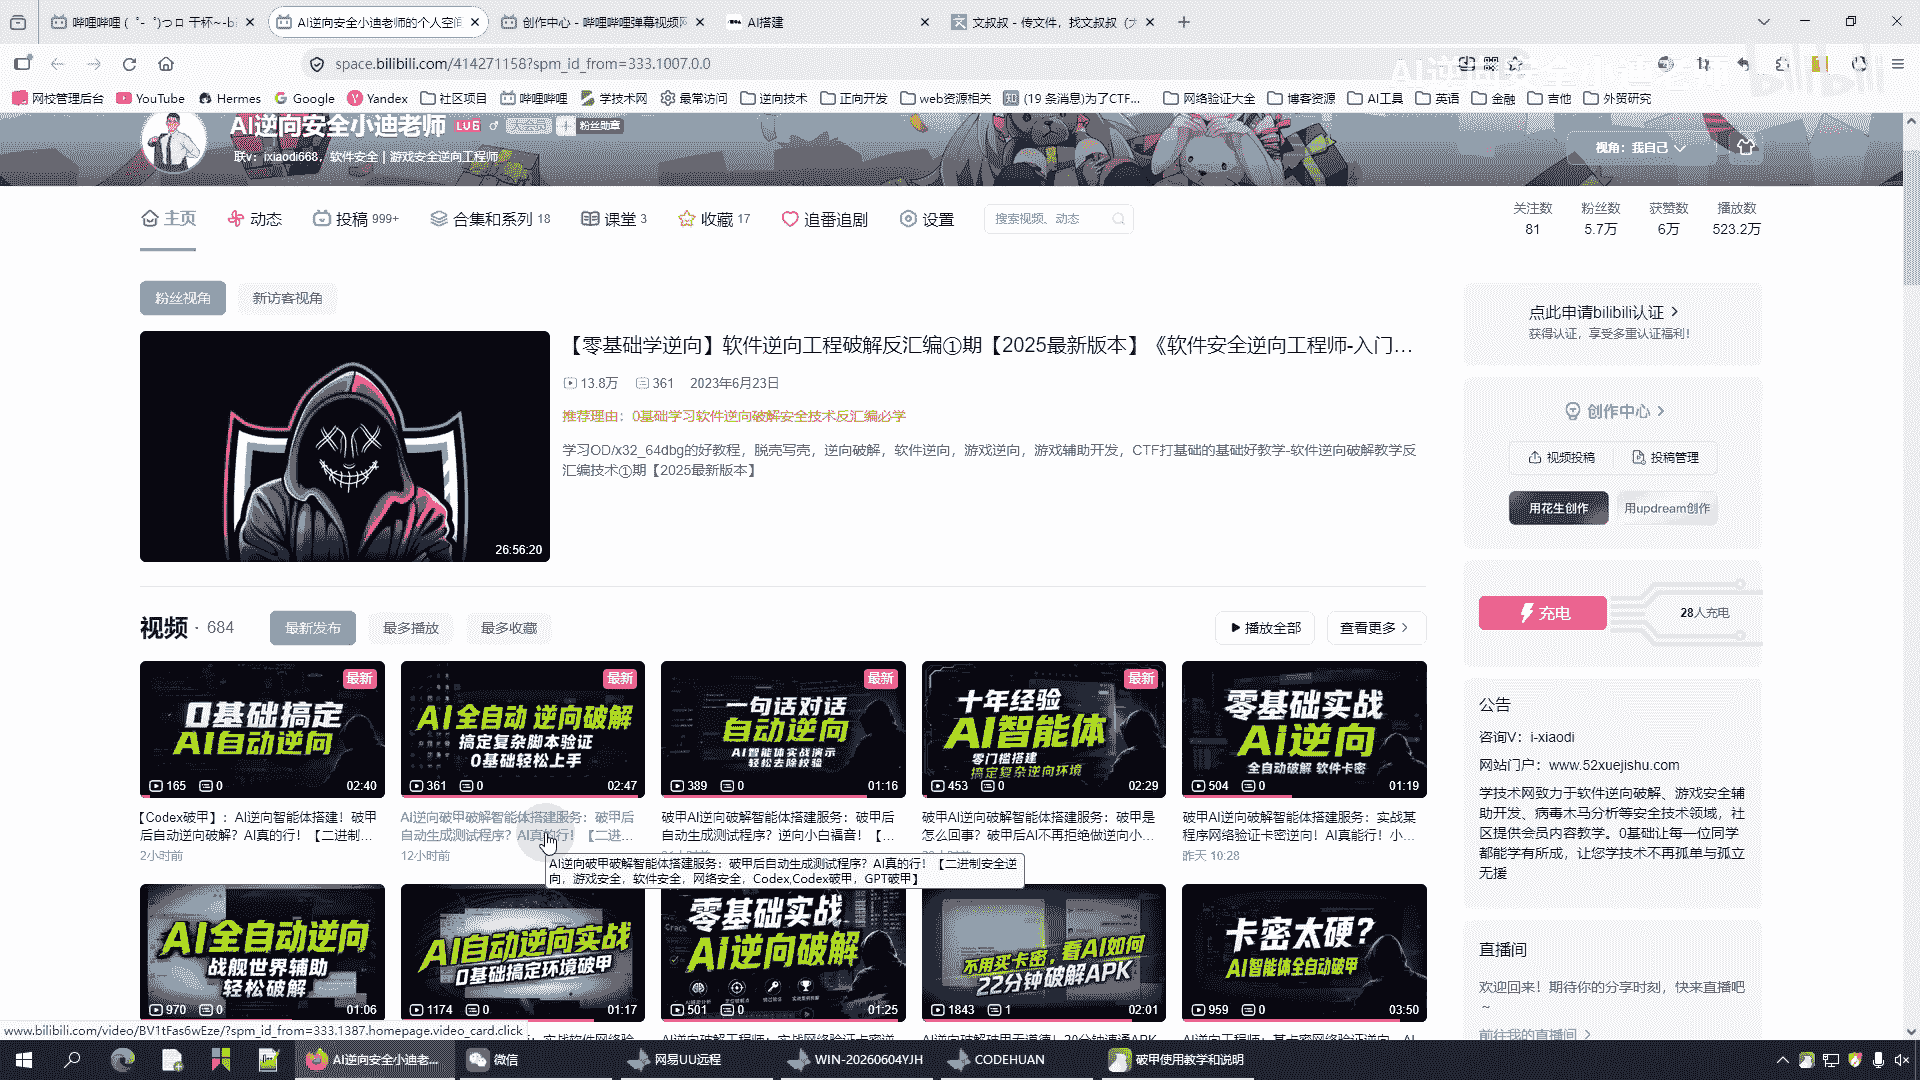 哔哩哔哩 (゜-゜)つロ 干杯~-bi
AI逆向安全小迪老师的个人空间
创作中心 - 哔哩哔哩弹幕视频网
AI搭建
文叔叔 - 传文件，找文叔叔（大
space.bilibili.com/414271158?spm_id_from=333.1007.0.0
AI逆向安全小迪老师
bilibili
网校管理后台
YouTube
Hermes
Google
Yandex
社区项目
哔哩哔哩
学技术网
最常访问
逆向技术
正向开发
web资源相关
(19 条消息)为了CTF...
网络验证大全
博客资源
AI工具
英语
金融
吉他
外贸研究
AI逆向安全小迪老师 LV6 粉丝勋章
联v：ixiaodi668，软件安全 | 游戏安全逆向工程师
视角：我自己
主页
动态
投稿 999+
合集和系列 18
课堂 3
收藏 17
追番追剧
设置
搜索视频、动态
关注数 粉丝数 获赞数 播放数
81 5.7万 6万 523.2万
粉丝视角 新访客视角
【零基础学逆向】软件逆向工程破解反汇编①期【2025最新版本】《软件安全逆向工程师-入门...
13.8万 361 2023年6月23日
推荐理由：0基础学习软件逆向破解安全技术反汇编必学
学习OD/x32_64dbg的好教程，脱壳写壳，逆向破解，软件逆向，游戏逆向，游戏辅助开发，CTF打基础的基础好教学-软件逆向破解教学反
汇编技术①期【2025最新版本】
26:56:20
点此申请bilibili认证
获得认证，享受多重认证福利!
创作中心
视频投稿 投稿管理
用花生创作 用updream创作
充电
28人充电
视频 · 684
最新发布 最多播放 最多收藏
播放全部 查看更多
最新
0基础搞定
AI自动逆向
165 0 02:40
【Codex破甲】：AI逆向智能体搭建！破甲
后自动逆向破解？AI真的行！【二进制...
2小时前
最新
AI全自动 逆向破解
搞定复杂脚本验证
0基础轻松上手
361 0 02:47
AI逆向破甲破解智能体搭建服务：破甲后
自动生成测试程序？AI真的行！【二进...
12小时前
最新
一句话对话
自动逆向
AI智能体实战演示
轻松去除校验
389 0 01:16
破甲AI逆向破解智能体搭建服务：破甲后
自动生成测试程序？逆向小白福音！【...
最新
十年经验
AI智能体
零门槛搭建
搞定复杂逆向环境
453 0 02:29
破甲AI逆向破解智能体搭建服务：破甲是
怎么回事？破甲后AI不再拒绝做逆向小...
零基础实战
Ai逆向
全自动破解 软件卡密
504 0 01:19
破甲AI逆向破解智能体搭建服务：实战某
程序网络验证卡密逆向！AI真能行！小...
昨天 10:28
AI逆向破甲破解智能体搭建服务：破甲后自动生成测试程序？AI真的行！【二进制安全逆
向，游戏安全，软件安全，网络安全，Codex,Codex破甲，GPT破甲】
AI全自动逆向
战舰世界辅助
轻松破解
970 0 01:06
AI自动逆向实战
0基础搞定环境破甲
1174 0 01:17
零基础实战
AI逆向破解
501 0 01:25
不用买卡密，看AI如何
22分钟破解APK
1843 1 02:01
卡密太硬？
AI智能体全自动破甲
959 0 03:50
公告
咨询V：i-xiaodi
网站门户：www.52xuejishu.com
学技术网致力于软件逆向破解、游戏安全辅
助开发、病毒木马分析等安全技术领域，社
区提供会员内容教学。0基础让每一位同学
都能学有所成，让您学技术不再孤单与孤立
无援
直播间
欢迎回来！期待你的分享时刻，快来直播吧
~
前往我的直播间
www.bilibili.com/video/BV1tFas6wEze/?spm_id_from=333.1387.homepage.video_card.click
AI逆向安全小迪老...
微信
网易UU远程
WIN-20260604YJH
CODEHUAN
破甲使用教学和说明